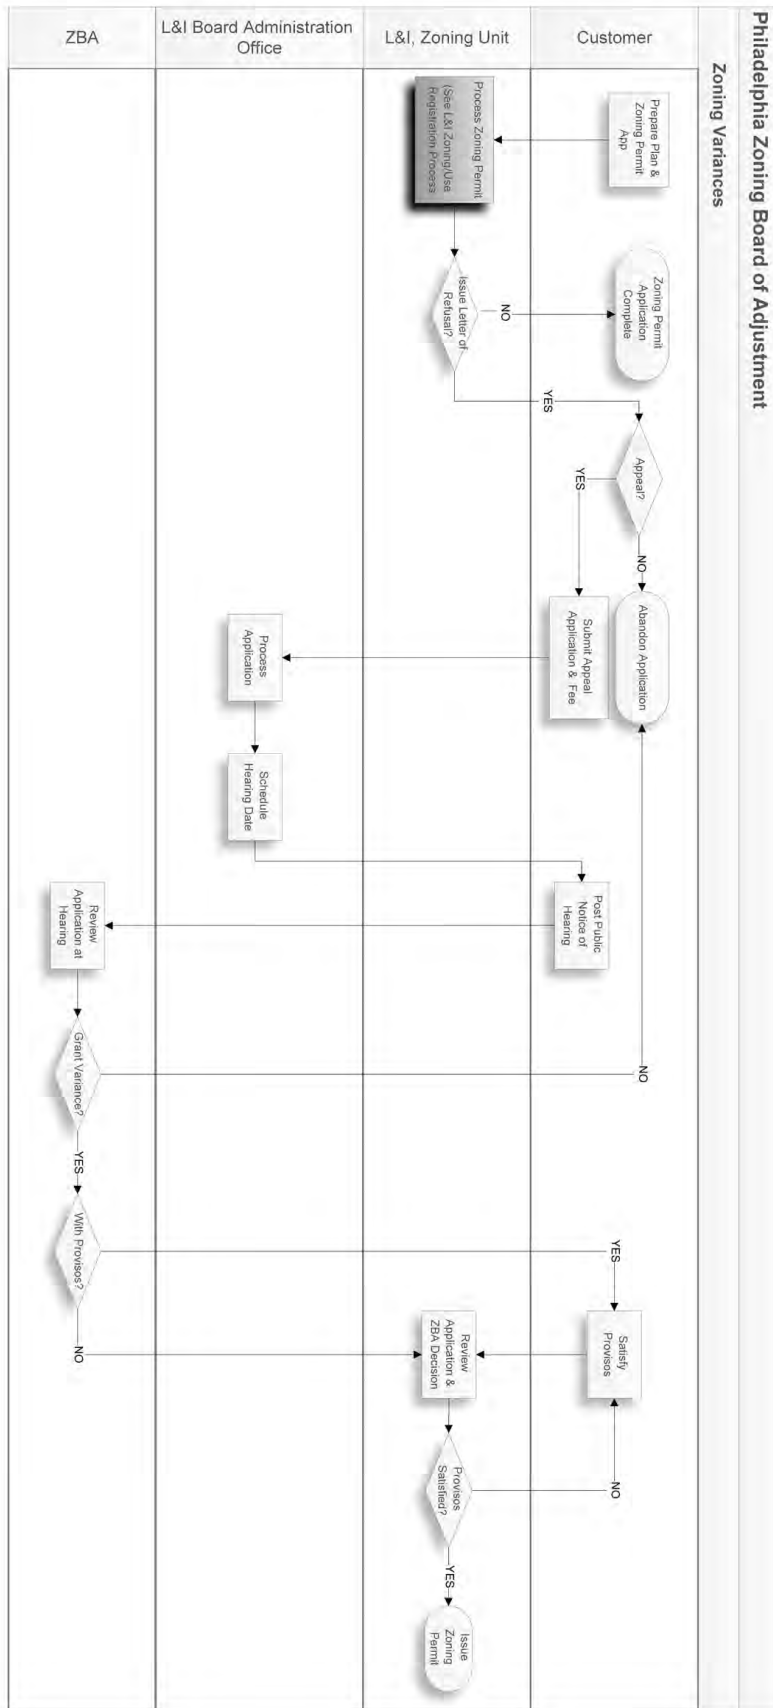 Philadelphia Zoning Board of Adjustment
Zoning Variances
Customer
L&I, Zoning Unit
L&I Board Administration
Office
ZBA
Prepare Plan &
Zoning Permit
App
Process Zoning Permit
(See L&I Zoning/Use
Registration Process
Issue Letter of
Refusal?
NO
Zoning Permit
Application
Complete
YES
Appeal?
NO
Abandon Application
YES
Submit Appeal
Application & Fee
Process
Application
Schedule
Hearing Date
Post Public
Notice of
Hearing
Review
Application at
Hearing
Grant Variance?
NO
YES
With Provisos?
YES
NO
Satisfy
Provisos
Review
Application &
ZBA Decision
Provisos
Satisfied?
NO
YES
Issue
Zoning
Permit